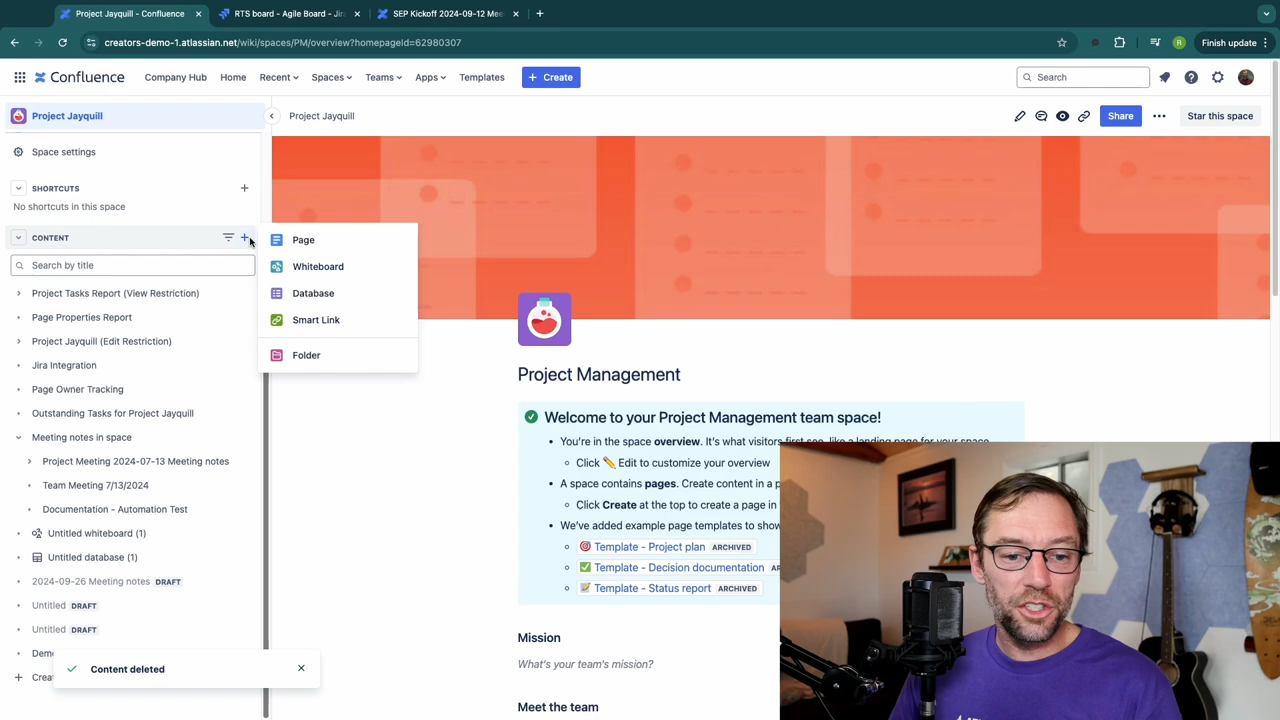 Project Jayquill - Confluence
RTS board - Agile Board - Jira
SEP Kickoff 2024-09-12 Mee
creators-demo-1.atlassian.net/wiki/spaces/PM/overview?homepageId=62980307
R
Finish update
Confluence
Company Hub
Home
Recent
Spaces
Teams
Apps
Templates
+ Create
Search
Project Jayquill
Project Jayquill
Share
Star this space
Space settings
SHORTCUTS
No shortcuts in this space
CONTENT
Search by title
Page
Whiteboard
Database
Smart Link
Folder
Project Tasks Report (View Restriction)
Page Properties Report
Project Jayquill (Edit Restriction)
Jira Integration
Page Owner Tracking
Outstanding Tasks for Project Jayquill
Meeting notes in space
Project Meeting 2024-07-13 Meeting notes
Team Meeting 7/13/2024
Documentation - Automation Test
Untitled whiteboard (1)
Untitled database (1)
2024-09-26 Meeting notes DRAFT
Untitled DRAFT
Untitled DRAFT
Content deleted
Project Management
Welcome to your Project Management team space!
You're in the space overview. It's what visitors first see, like a landing page for your space
Click ✏️ Edit to customize your overview
A space contains pages. Create content in a p
Click Create at the top to create a page in
We've added example page templates to show
Template - Project plan ARCHIVED
Template - Decision documentation
Template - Status report ARCHIVED
Mission
What's your team's mission?
Meet the team